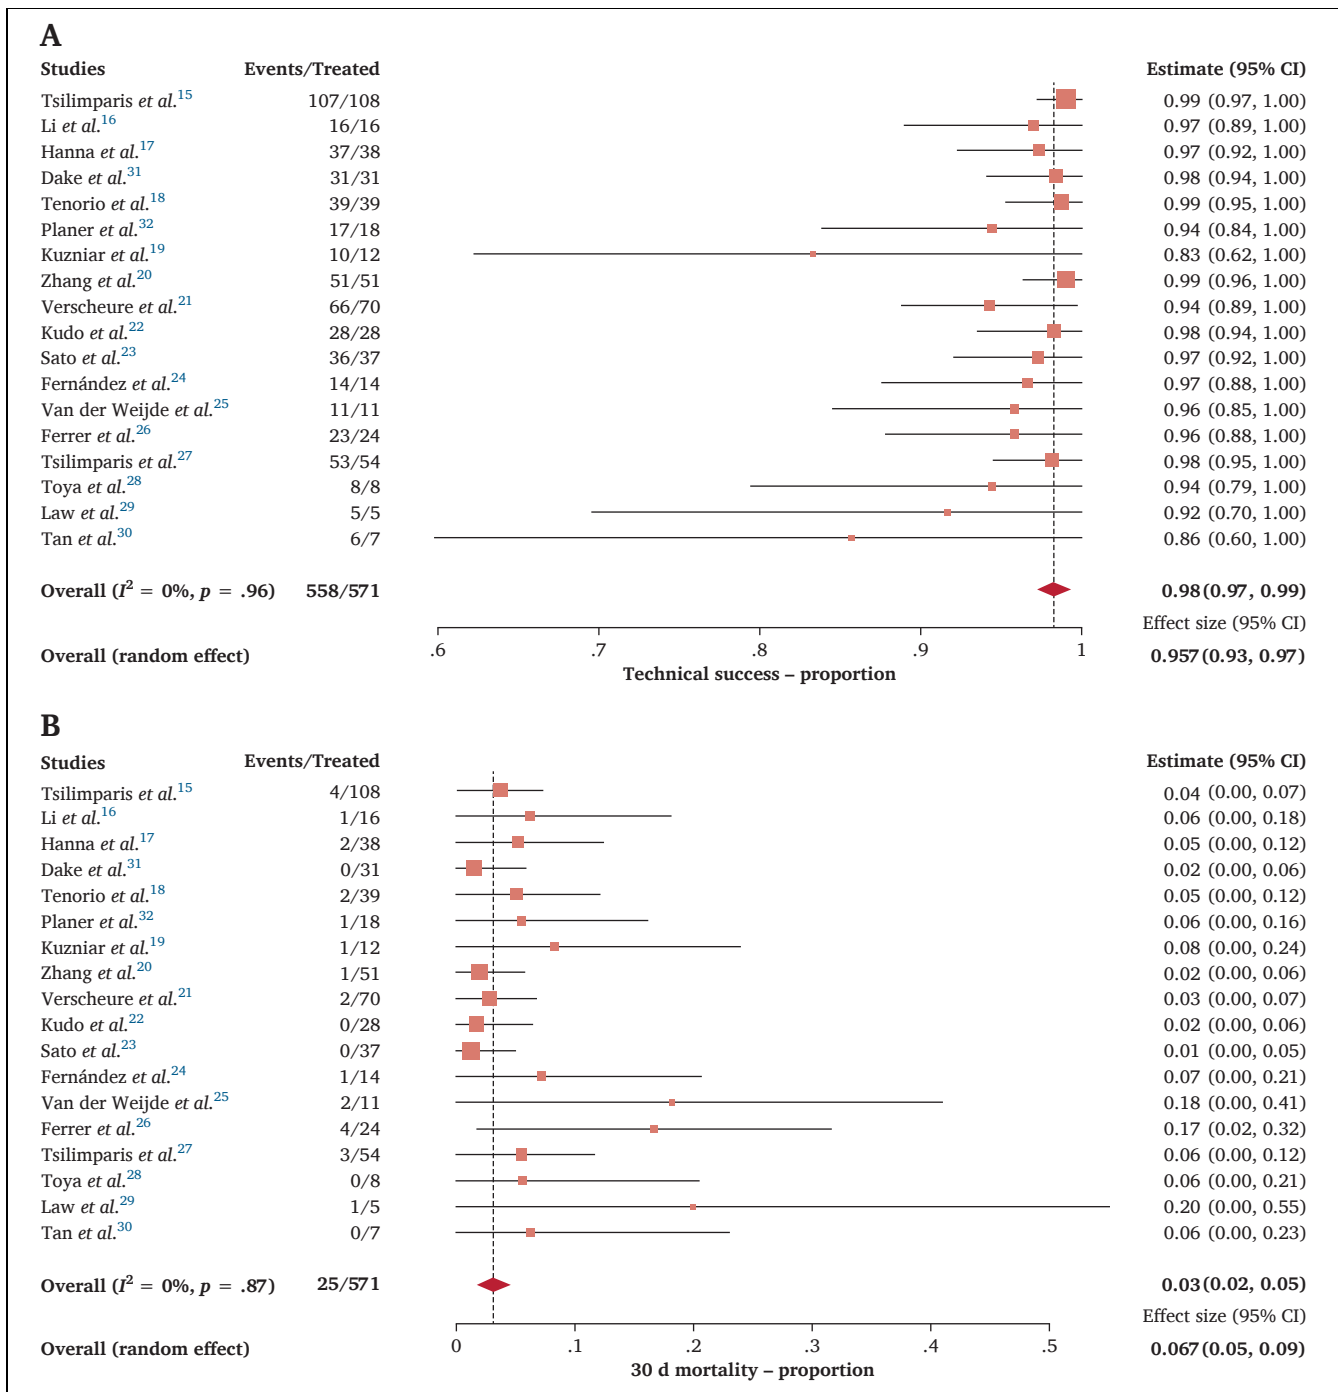 A
Studies Events/Treated Estimate (95% CI)
Tsilimparis et al.15 107/108 0.99 (0.97, 1.00)
Li et al.16 16/16 0.97 (0.89, 1.00)
Hanna et al.17 37/38 0.97 (0.92, 1.00)
Dake et al.31 31/31 0.98 (0.94, 1.00)
Tenorio et al.18 39/39 0.99 (0.95, 1.00)
Planer et al.32 17/18 0.94 (0.84, 1.00)
Kuzniar et al.19 10/12 0.83 (0.62, 1.00)
Zhang et al.20 51/51 0.99 (0.96, 1.00)
Verscheure et al.21 66/70 0.94 (0.89, 1.00)
Kudo et al.22 28/28 0.98 (0.94, 1.00)
Sato et al.23 36/37 0.97 (0.92, 1.00)
Fernández et al.24 14/14 0.97 (0.88, 1.00)
Van der Weijde et al.25 11/11 0.96 (0.85, 1.00)
Ferrer et al.26 23/24 0.96 (0.88, 1.00)
Tsilimparis et al.27 53/54 0.98 (0.95, 1.00)
Toya et al.28 8/8 0.94 (0.79, 1.00)
Law et al.29 5/5 0.92 (0.70, 1.00)
Tan et al.30 6/7 0.86 (0.60, 1.00)
Overall (I2 = 0%, p = .96) 558/571 0.98 (0.97, 0.99)
Effect size (95% CI)
.6 .7 .8 .9 1
Overall (random effect) 0.957 (0.93, 0.97)
Technical success – proportion
B
Studies Events/Treated Estimate (95% CI)
Tsilimparis et al.15 4/108 0.04 (0.00, 0.07)
Li et al.16 1/16 0.06 (0.00, 0.18)
Hanna et al.17 2/38 0.05 (0.00, 0.12)
Dake et al.31 0/31 0.02 (0.00, 0.06)
Tenorio et al.18 2/39 0.05 (0.00, 0.12)
Planer et al.32 1/18 0.06 (0.00, 0.16)
Kuzniar et al.19 1/12 0.08 (0.00, 0.24)
Zhang et al.20 1/51 0.02 (0.00, 0.06)
Verscheure et al.21 2/70 0.03 (0.00, 0.07)
Kudo et al.22 0/28 0.02 (0.00, 0.06)
Sato et al.23 0/37 0.01 (0.00, 0.05)
Fernández et al.24 1/14 0.07 (0.00, 0.21)
Van der Weijde et al.25 2/11 0.18 (0.00, 0.41)
Ferrer et al.26 4/24 0.17 (0.02, 0.32)
Tsilimparis et al.27 3/54 0.06 (0.00, 0.12)
Toya et al.28 0/8 0.06 (0.00, 0.21)
Law et al.29 1/5 0.20 (0.00, 0.55)
Tan et al.30 0/7 0.06 (0.00, 0.23)
Overall (I2 = 0%, p = .87) 25/571 0.03 (0.02, 0.05)
Effect size (95% CI)
Overall (random effect) 0 .1 .2 .3 .4 .5 0.067 (0.05, 0.09)
30 d mortality – proportion